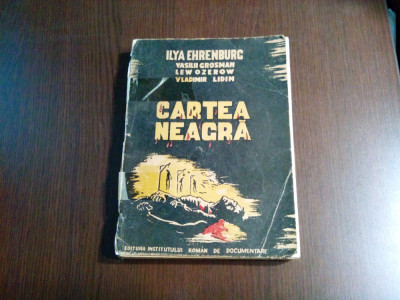 ILYA EHRENBURG
VASILII GROSMAN
LEW OZEROW
VLADIMIR LIDIN
CARTEA
NEAGRĂ
EDITURA INSTITUTULUI ROMÂN DE DOCUMENTARE